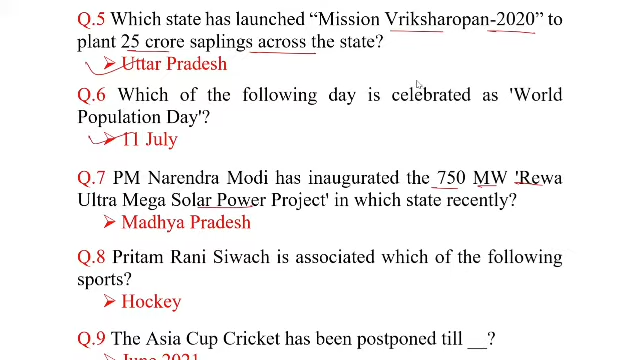 Q.5 Which state has launched “Mission Vriksharopan-2020” to
plant 25 crore saplings across the state?
➢ Uttar Pradesh
Q.6 Which of the following day is celebrated as 'World
Population Day'?
➢ 11 July
Q.7 PM Narendra Modi has inaugurated the 750 MW 'Rewa
Ultra Mega Solar Power Project' in which state recently?
➢ Madhya Pradesh
Q.8 Pritam Rani Siwach is associated which of the following
sports?
➢ Hockey
Q.9 The Asia Cup Cricket has been postponed till __?
➢ June 2021